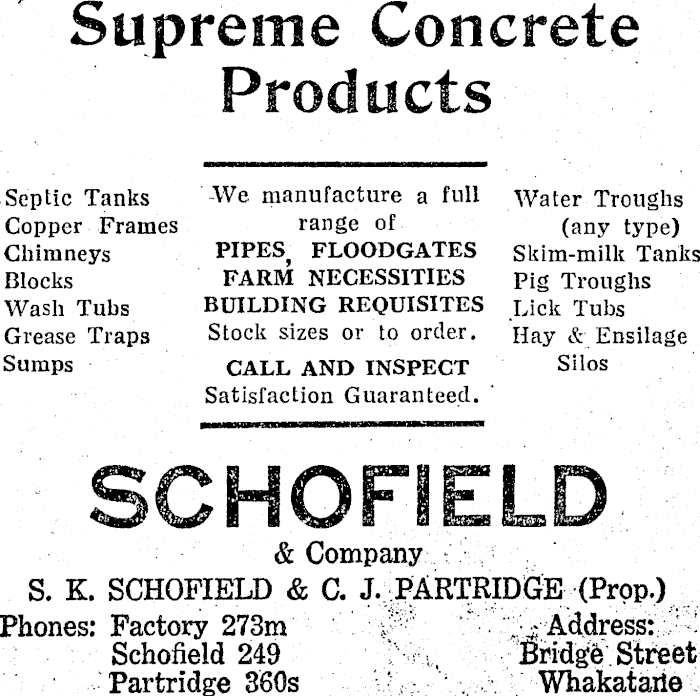 Supreme Concrete
Products
Septic Tanks
Copper Frames
Chimneys
Blocks
Wash Tubs
Grease Traps
Sumps
We manufacture a full
range of
PIPES, FLOODGATES
FARM NECESSITIES
BUILDING REQUISITES
Stock sizes or to order.
CALL AND INSPECT
Satisfaction Guaranteed.
Water Troughs
(any type)
Skim-milk Tanks
Pig Troughs
Lick Tubs
Hay & Ensilage
Silos
SCHOFIELD
& Company
S. K. SCHOFIELD & C. J. PARTRIDGE (Prop.)
Phones: Factory 273m
Schofield 249
Partridge 360s
Address:
Bridge Street
Whakatane